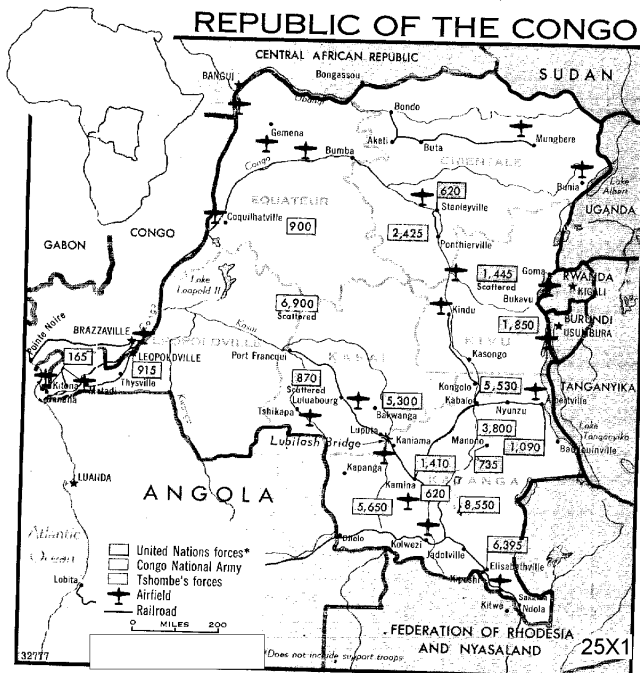 REPUBLIC OF THE CONGO
CENTRAL AFRICAN REPUBLIC
SUDAN
BANGUI
Bongassou
Ubangi
Bondo
Gemena
Aketi
Buta
Mungbere
Bumba
Congo
ORIENTALE
Bunia
Lake
Albert
620
EQUATEUR
Stanleyville
UGANDA
Coquilhatville
900
2,425
GABON
CONGO
Ponthierville
1,445
Scattered
Goma
RWANDA
KIGALI
Lake
Leopold II
6,900
Scattered
Bukavu
Kindu
BURUNDI
USUMBURA
1,850
Pointe Noire
BRAZZAVILLE
Congo
LEOPOLDVILLE
Kasai
KIVU
165
LEOPOLDVILLE
Port Francqui
KASAI
Kasongo
915
Kitona
Matadi
Thysville
870
Scattered
Kongolo
5,530
TANGANYIKA
Luluabourg
5,300
Kabalo
Nyunzu
Albertville
Tshikapa
Bakwanga
3,800
Lake
Tanganyika
Luputa
Lubilash Bridge
Kaniama
Manono
1,090
Baudouinville
Kapanga
1,410
735
KATANGA
LUANDA
Kamina
620
ANGOLA
5,650
8,550
Atlantic
Ocean
Dilolo
Kolwezi
6,395
Jadotville
Elisabethville
United Nations forces*
Congo National Army
Tshombe's forces
Kipushi
Sakania
Lobito
Airfield
Kitwe
Ndola
Railroad
0 MILES 200
FEDERATION OF RHODESIA
AND NYASALAND
25X1
32777
*Does not include support troops